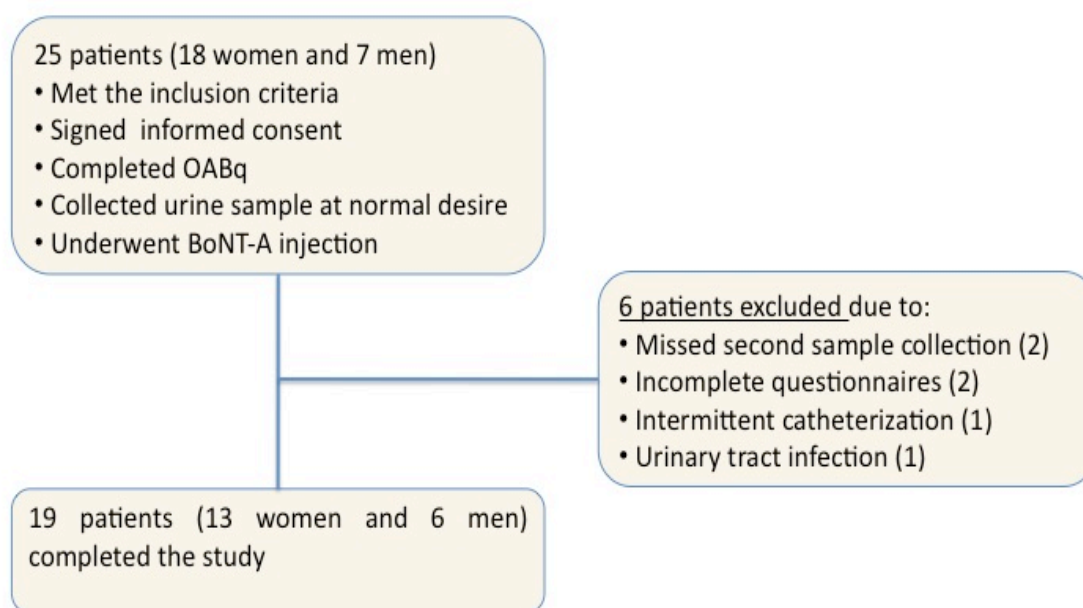 25 patients (18 women and 7 men)
• Met the inclusion criteria
• Signed informed consent
• Completed OABq
• Collected urine sample at normal desire
• Underwent BoNT-A injection
6 patients excluded due to:
• Missed second sample collection (2)
• Incomplete questionnaires (2)
• Intermittent catheterization (1)
• Urinary tract infection (1)
19 patients (13 women and 6 men)
completed the study